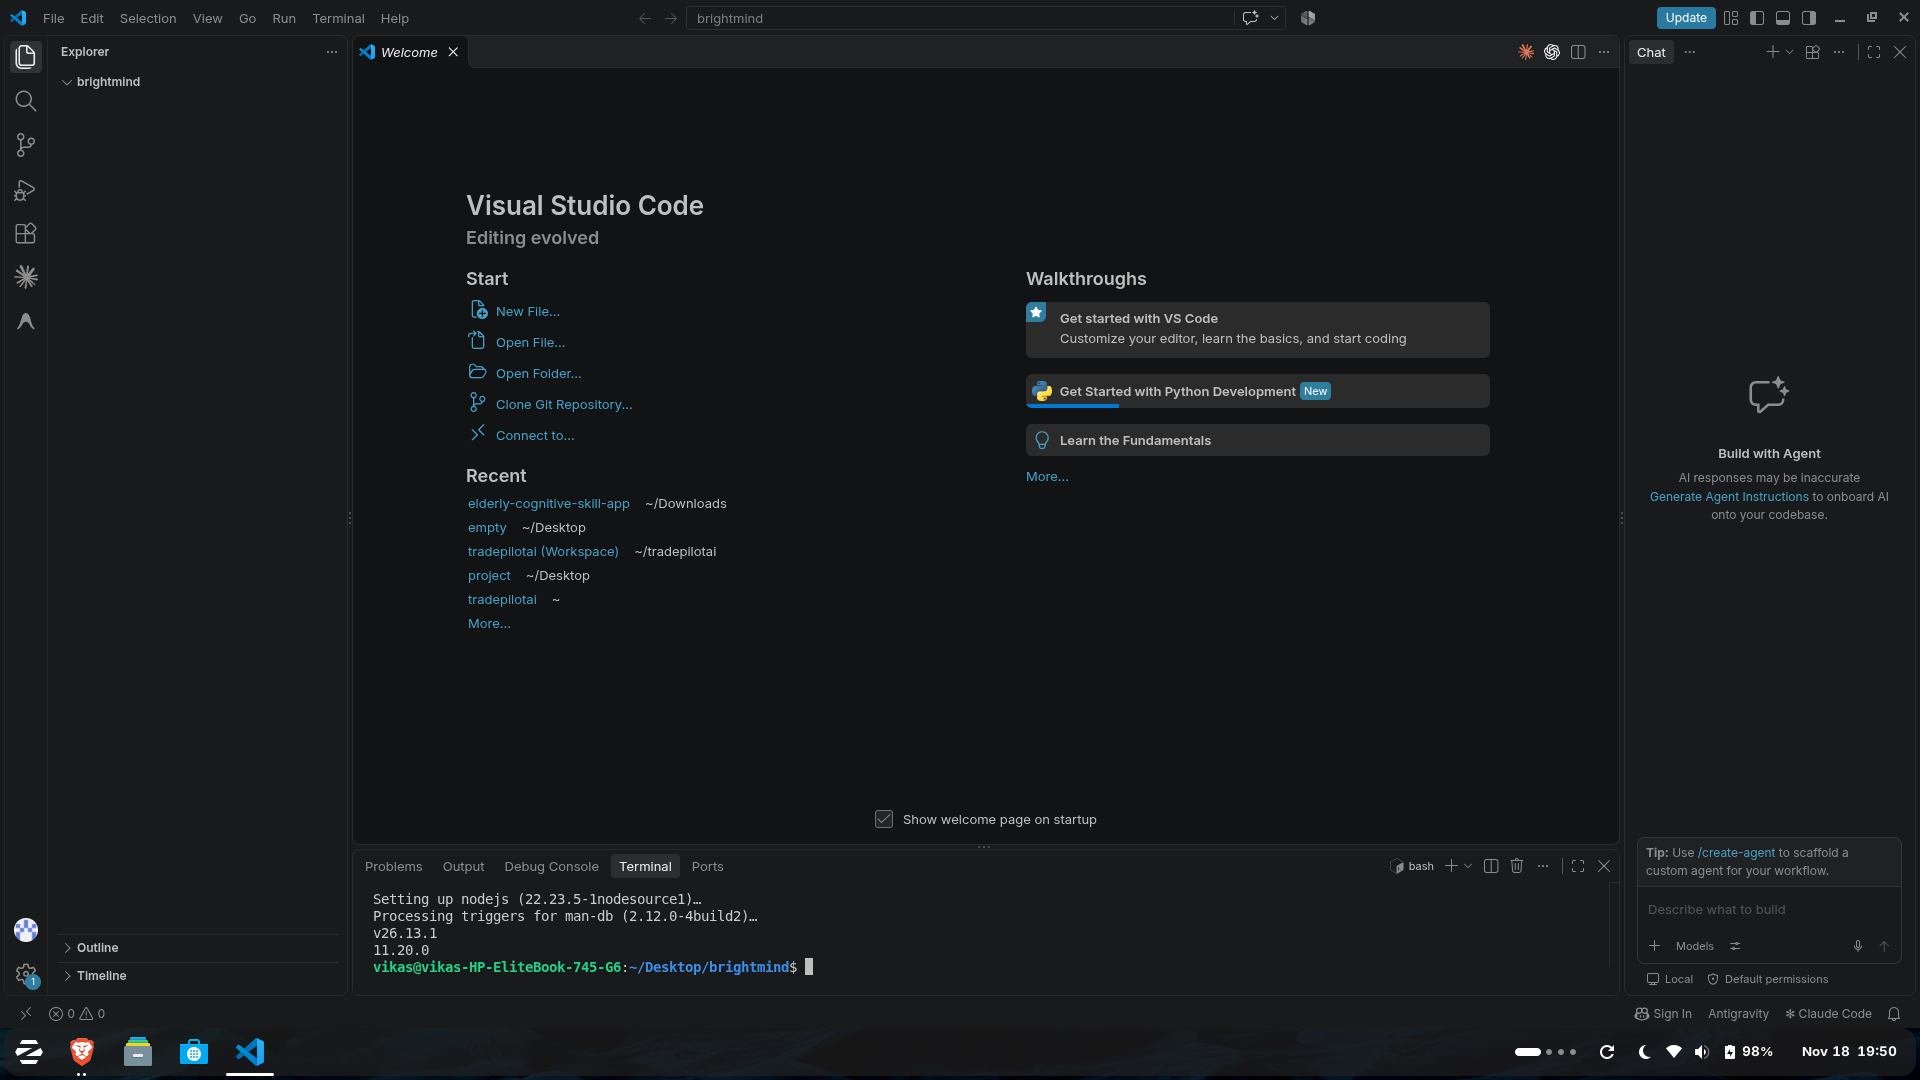 File Edit Selection View Go Run Terminal Help
brightmind
Update
Explorer
brightmind
Outline
Timeline
Welcome
Visual Studio Code
Editing evolved
Start
New File...
Open File...
Open Folder...
Clone Git Repository...
Connect to...
Recent
elderly-cognitive-skill-app ~/Downloads
empty ~/Desktop
tradepilotai (Workspace) ~/tradepilotai
project ~/Desktop
tradepilotai ~
More...
Walkthroughs
Get started with VS Code
Customize your editor, learn the basics, and start coding
Get Started with Python Development New
Learn the Fundamentals
More...
Show welcome page on startup
Problems Output Debug Console Terminal Ports
bash
Setting up nodejs (22.23.5-1nodesource1)…
Processing triggers for man-db (2.12.0-4build2)…
v26.13.1
11.20.0
vikas@vikas-HP-EliteBook-745-G6:~/Desktop/brightmind$
Chat
Build with Agent
AI responses may be inaccurate
Generate Agent Instructions to onboard AI
onto your codebase.
Tip: Use /create-agent to scaffold a
custom agent for your workflow.
Describe what to build
Models
Local Default permissions
1
0 0
Sign In Antigravity Claude Code
98% Nov 18 19:50